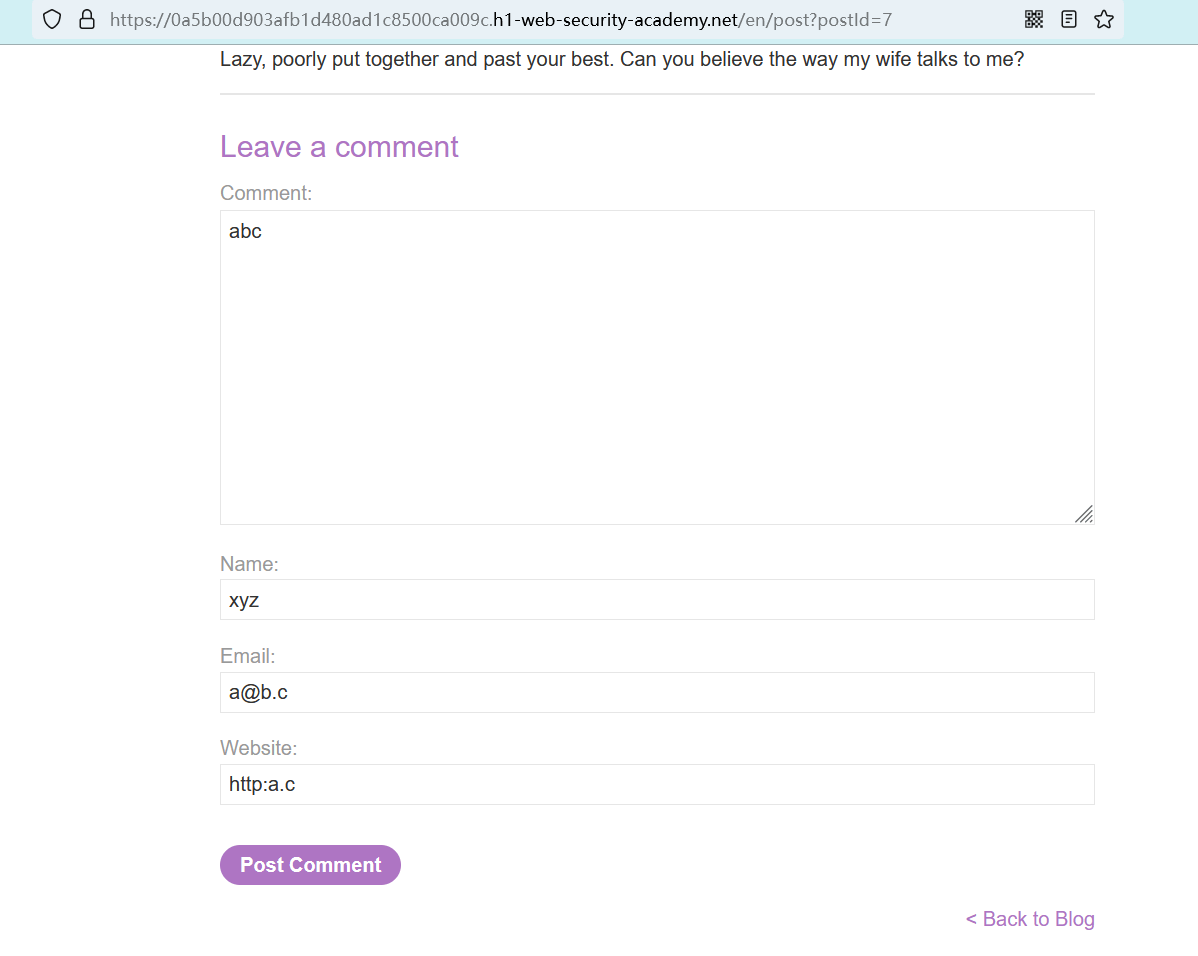 https://0a5b00d903afb1d480ad1c8500ca009c.h1-web-security-academy.net/en/post?postId=7
Lazy, poorly put together and past your best. Can you believe the way my wife talks to me?
Leave a comment
Comment:
abc
Name:
xyz
Email:
a@b.c
Website:
http:a.c
Post Comment
< Back to Blog